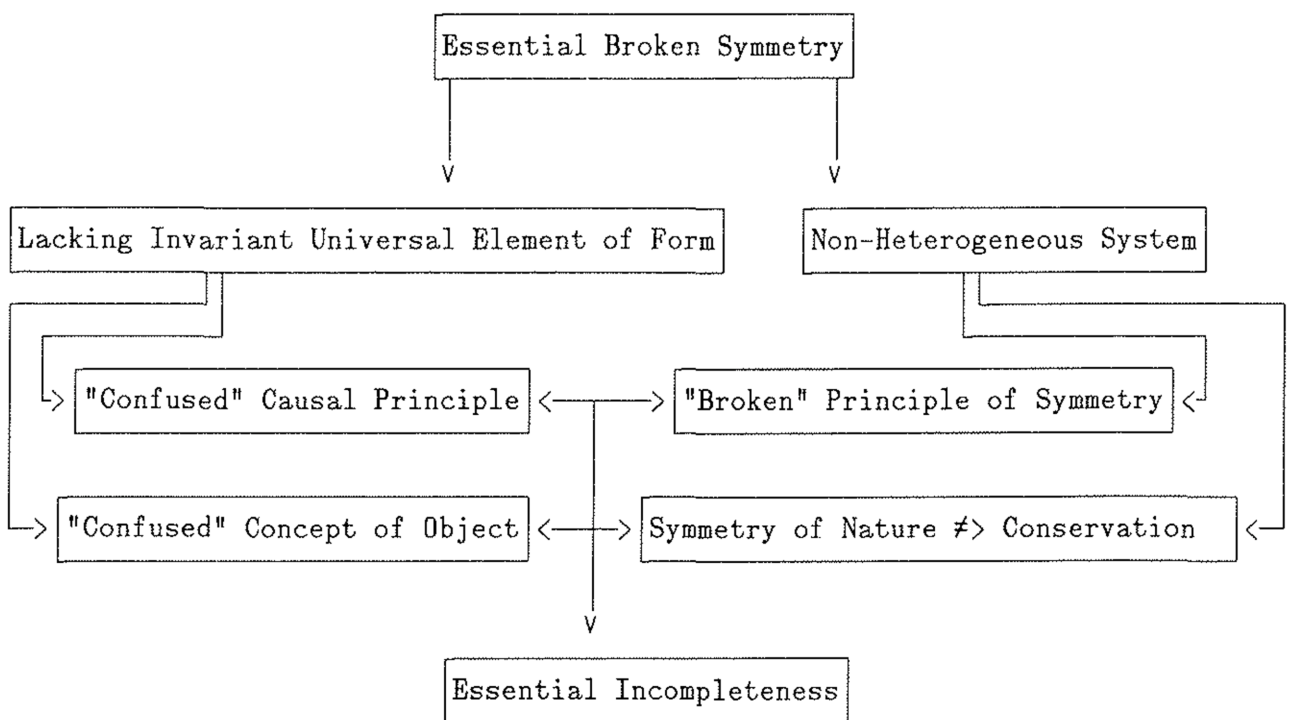 Essential Broken Symmetry
Lacking Invariant Universal Element of Form
Non-Heterogeneous System
"Confused" Causal Principle
"Broken" Principle of Symmetry
"Confused" Concept of Object
Symmetry of Nature ≠> Conservation
Essential Incompleteness